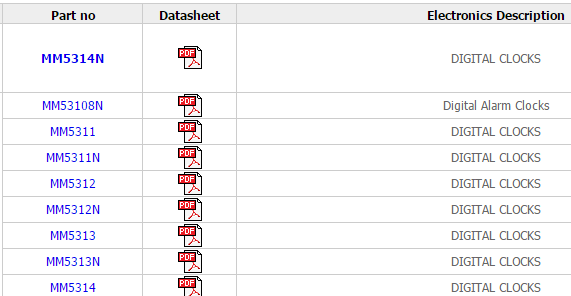 Part no Datasheet Electronics Description
MM5314N PDF DIGITAL CLOCKS
MM53108N PDF Digital Alarm Clocks
MM5311 PDF DIGITAL CLOCKS
MM5311N PDF DIGITAL CLOCKS
MM5312 PDF DIGITAL CLOCKS
MM5312N PDF DIGITAL CLOCKS
MM5313 PDF DIGITAL CLOCKS
MM5313N PDF DIGITAL CLOCKS
MM5314 PDF DIGITAL CLOCKS